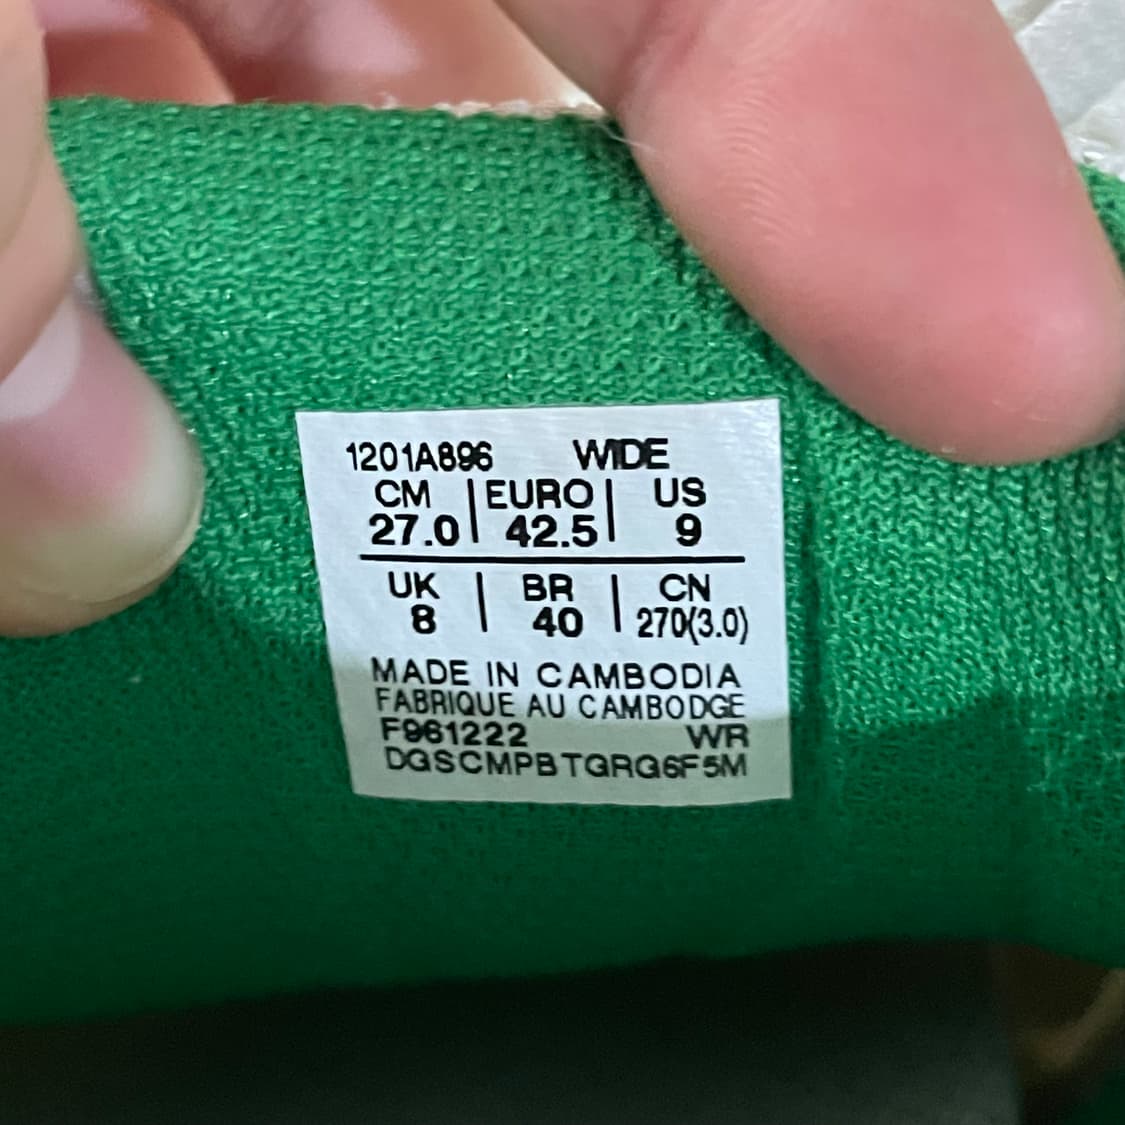 1201A896 WIDE
CM | EURO | US
27.0 | 42.5 | 9
UK | BR | CN
8 | 40 | 270(3.0)
MADE IN CAMBODIA
FABRIQUE AU CAMBODGE
F961222 WR
DGSCMPBTGRG6F5M